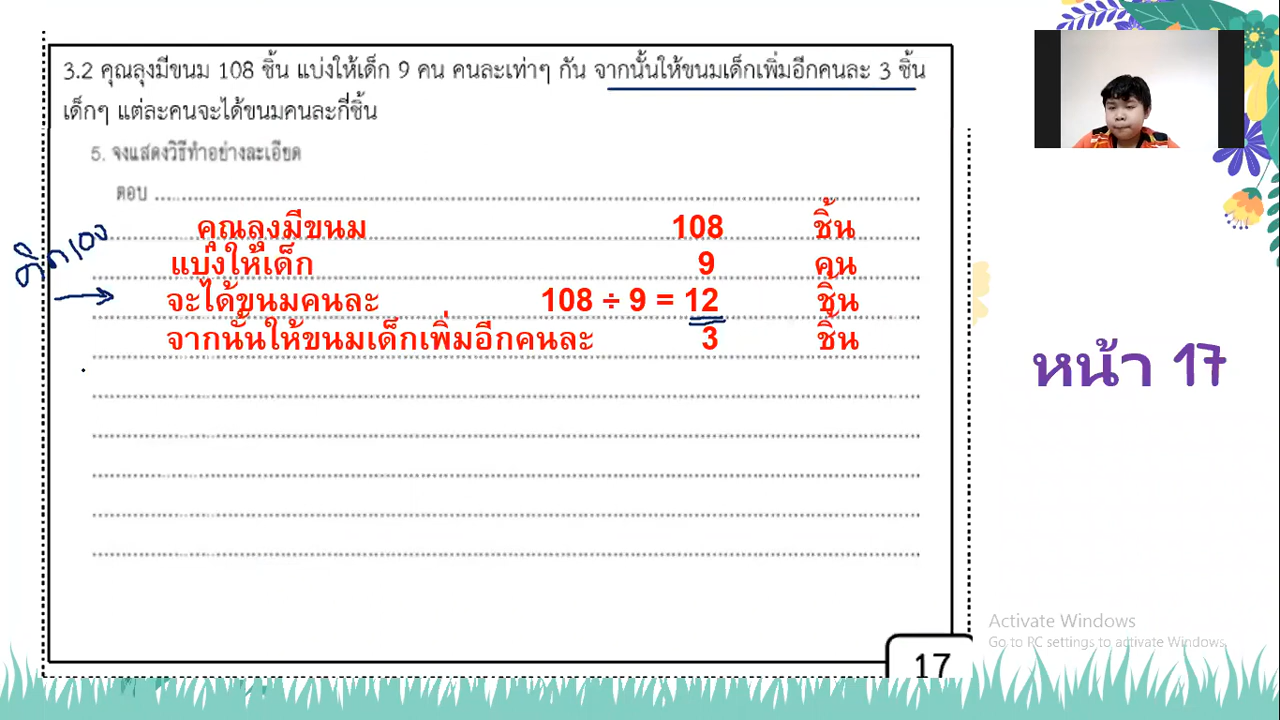 3.2 คุณลุงมีขนม 108 ชิ้น แบ่งให้เด็ก 9 คน คนละเท่าๆ กัน จากนั้นให้ขนมเด็กเพิ่มอีกคนละ 3 ชิ้น
เด็กๆ แต่ละคนจะได้ขนมคนละกี่ชิ้น
5. จงแสดงวิธีทำอย่างละเอียด
ตอบ
คิดเอง
คุณลุงมีขนม 108 ชิ้น
แบ่งให้เด็ก 9 คน
จะได้ขนมคนละ 108 ÷ 9 = 12 ชิ้น
จากนั้นให้ขนมเด็กเพิ่มอีกคนละ 3 ชิ้น
หน้า 17
Activate Windows
Go to PC settings to activate Windows.
17